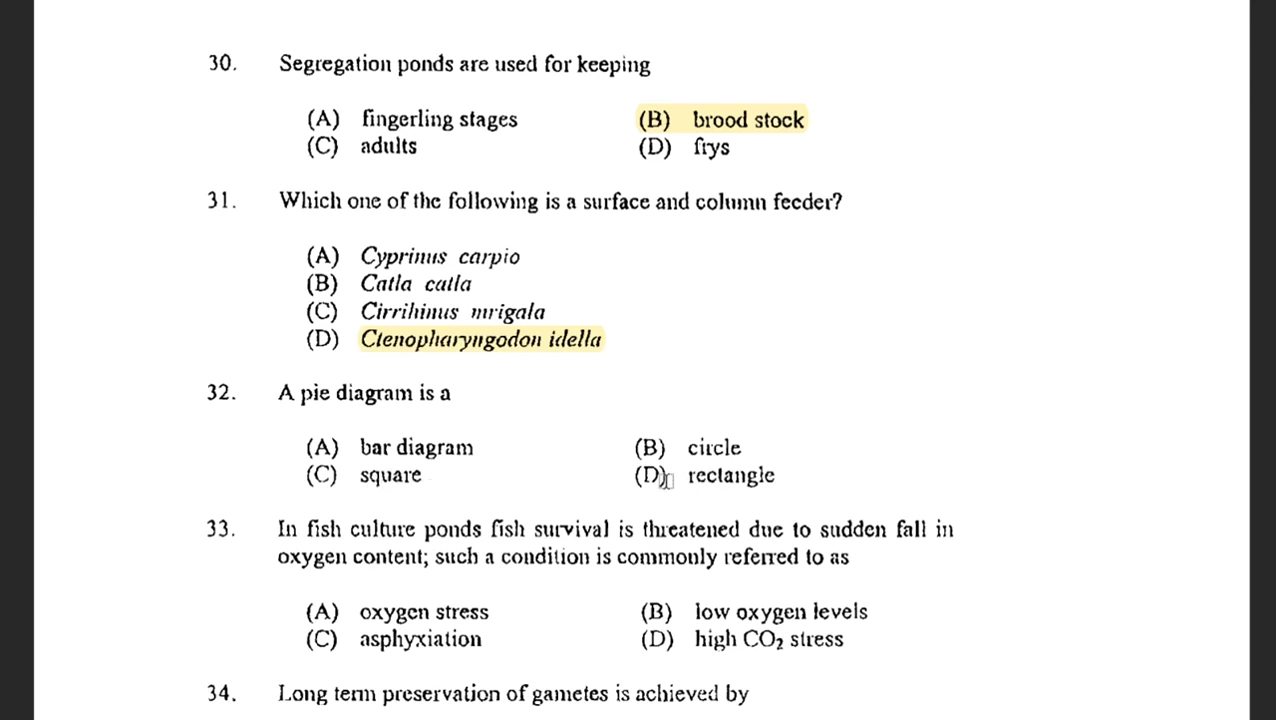 30. Segregation ponds are used for keeping
(A) fingerling stages (B) brood stock
(C) adults (D) frys
31. Which one of the following is a surface and column feeder?
(A) Cyprinus carpio
(B) Catla catla
(C) Cirrihinus mrigala
(D) Ctenopharyngodon idella
32. A pie diagram is a
(A) bar diagram (B) circle
(C) square (D) rectangle
33. In fish culture ponds fish survival is threatened due to sudden fall in
oxygen content; such a condition is commonly referred to as
(A) oxygen stress (B) low oxygen levels
(C) asphyxiation (D) high CO₂ stress
34. Long term preservation of gametes is achieved by